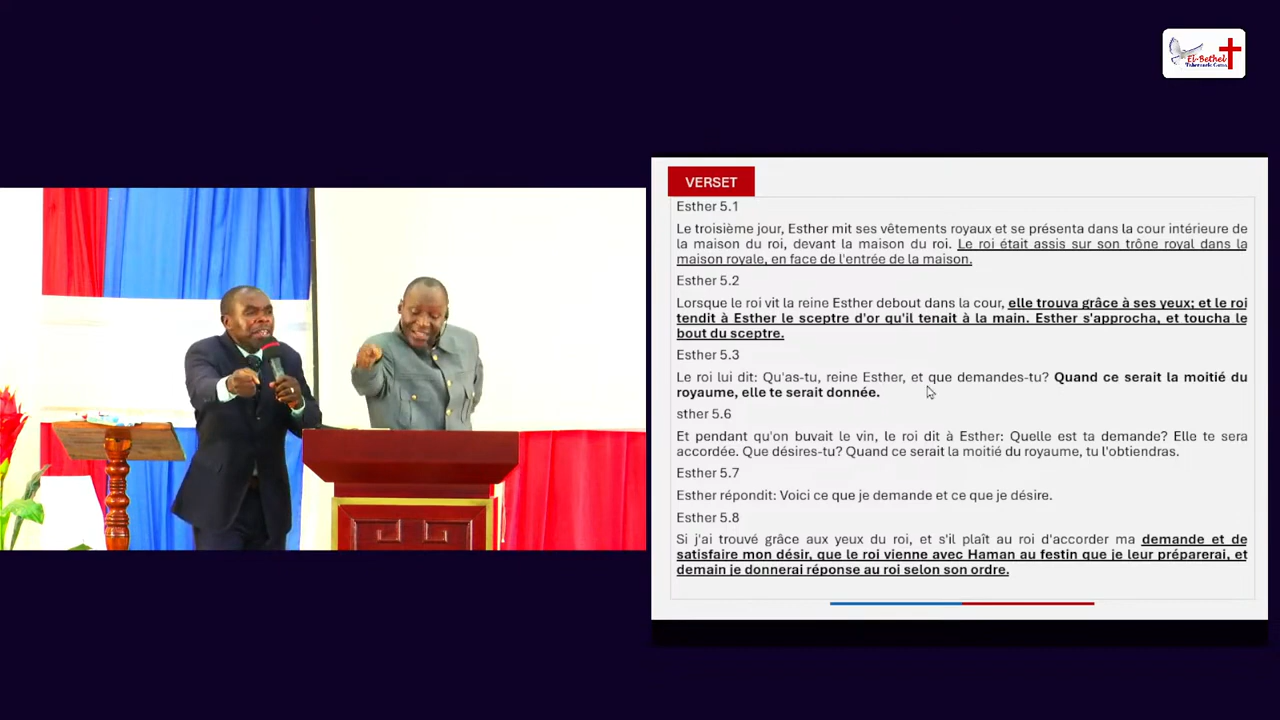 El-Bethel
Tabernacle Goma
VERSET
Esther 5.1
Le troisième jour, Esther mit ses vêtements royaux et se présenta dans la cour intérieure de
la maison du roi, devant la maison du roi. Le roi était assis sur son trône royal dans la
maison royale, en face de l'entrée de la maison.
Esther 5.2
Lorsque le roi vit la reine Esther debout dans la cour, elle trouva grâce à ses yeux; et le roi
tendit à Esther le sceptre d'or qu'il tenait à la main. Esther s'approcha, et toucha le
bout du sceptre.
Esther 5.3
Le roi lui dit: Qu'as-tu, reine Esther, et que demandes-tu? Quand ce serait la moitié du
royaume, elle te serait donnée.
sther 5.6
Et pendant qu'on buvait le vin, le roi dit à Esther: Quelle est ta demande? Elle te sera
accordée. Que désires-tu? Quand ce serait la moitié du royaume, tu l'obtiendras.
Esther 5.7
Esther répondit: Voici ce que je demande et ce que je désire.
Esther 5.8
Si j'ai trouvé grâce aux yeux du roi, et s'il plaît au roi d'accorder ma demande et de
satisfaire mon désir, que le roi vienne avec Haman au festin que je leur préparerai, et
demain je donnerai réponse au roi selon son ordre.